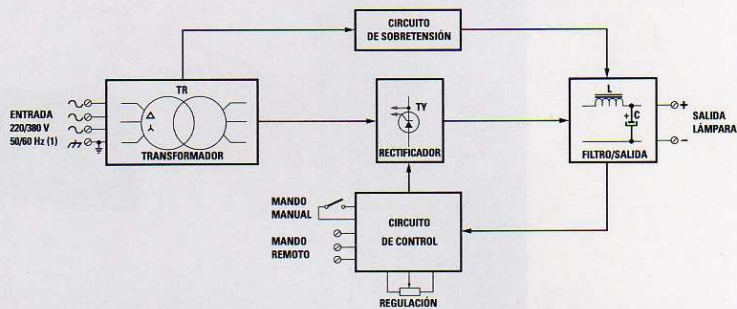 CIRCUITO
DE SOBRETENSIÓN
TR
ENTRADA
220/380 V
50/60 Hz (1)
TRANSFORMADOR
TY
RECTIFICADOR
L
+ C
FILTRO/SALIDA
+
−
SALIDA
LÁMPARA
MANDO
MANUAL
MANDO
REMOTO
CIRCUITO
DE CONTROL
REGULACIÓN